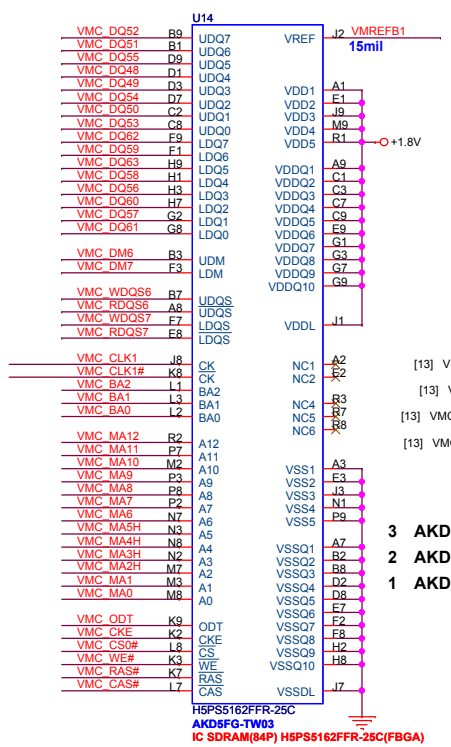 U14
VMC_DQ52 B9 UDQ7 VREF J2 VMREFB1
VMC_DQ51 B1 UDQ6 15mil
VMC_DQ55 D9 UDQ5
VMC_DQ48 D1 UDQ4
VMC_DQ49 D3 UDQ3 VDD1 A1
VMC_DQ54 D7 UDQ2 VDD2 E1
VMC_DQ50 C2 UDQ1 VDD3 J9
VMC_DQ53 C8 UDQ0 VDD4 M9
VMC_DQ62 F9 LDQ7 VDD5 R1 +1.8V
VMC_DQ59 F1 LDQ6
VMC_DQ63 H9 LDQ5 VDDQ1 A9
VMC_DQ58 H1 LDQ4 VDDQ2 C1
VMC_DQ56 H3 LDQ3 VDDQ3 C3
VMC_DQ60 H7 LDQ2 VDDQ4 C7
VMC_DQ57 G2 LDQ1 VDDQ5 C9
VMC_DQ61 G8 LDQ0 VDDQ6 E9
VDDQ7 G1
VMC_DM6 B3 UDM VDDQ8 G3
VMC_DM7 F3 LDM VDDQ9 G7
VDDQ10 G9
VMC_WDQS6 B7 UDQS
VMC_RDQS6 A8 UDQS
VMC_WDQS7 F7 LDQS VDDL J1
VMC_RDQS7 E8 LDQS
VMC_CLK1 J8 CK NC1 A2 [13] V
VMC_CLK1# K8 CK NC2 E2
VMC_BA2 L1 BA2 [13] V
VMC_BA1 L3 BA1 NC4 R3
VMC_BA0 L2 BA0 NC5 R7 [13] VMC
NC6 R8
VMC_MA12 R2 A12 [13] VM
VMC_MA11 P7 A11
VMC_MA10 M2 A10 VSS1 A3
VMC_MA9 P3 A9 VSS2 E3
VMC_MA8 P8 A8 VSS3 J3
VMC_MA7 P2 A7 VSS4 N1
VMC_MA6 N7 A6 VSS5 P9
VMC_MA5H N3 A5 3 AKD
VMC_MA4H N8 A4 VSSQ1 A7
VMC_MA3H N2 A3 VSSQ2 B2 2 AKD
VMC_MA2H M7 A2 VSSQ3 B8
VMC_MA1 M3 A1 VSSQ4 D2 1 AKD
VMC_MA0 M8 A0 VSSQ5 D8
VSSQ6 E7
VMC_ODT K9 ODT VSSQ7 F2
VMC_CKE K2 CKE VSSQ8 F8
VMC_CS0# L8 CS VSSQ9 H2
VMC_WE# K3 WE VSSQ10 H8
VMC_RAS# K7 RAS
VMC_CAS# L7 CAS VSSDL J7
H5PS5162FFR-25C
AKD5FG-TW03
IC SDRAM(84P) H5PS5162FFR-25C(FBGA)